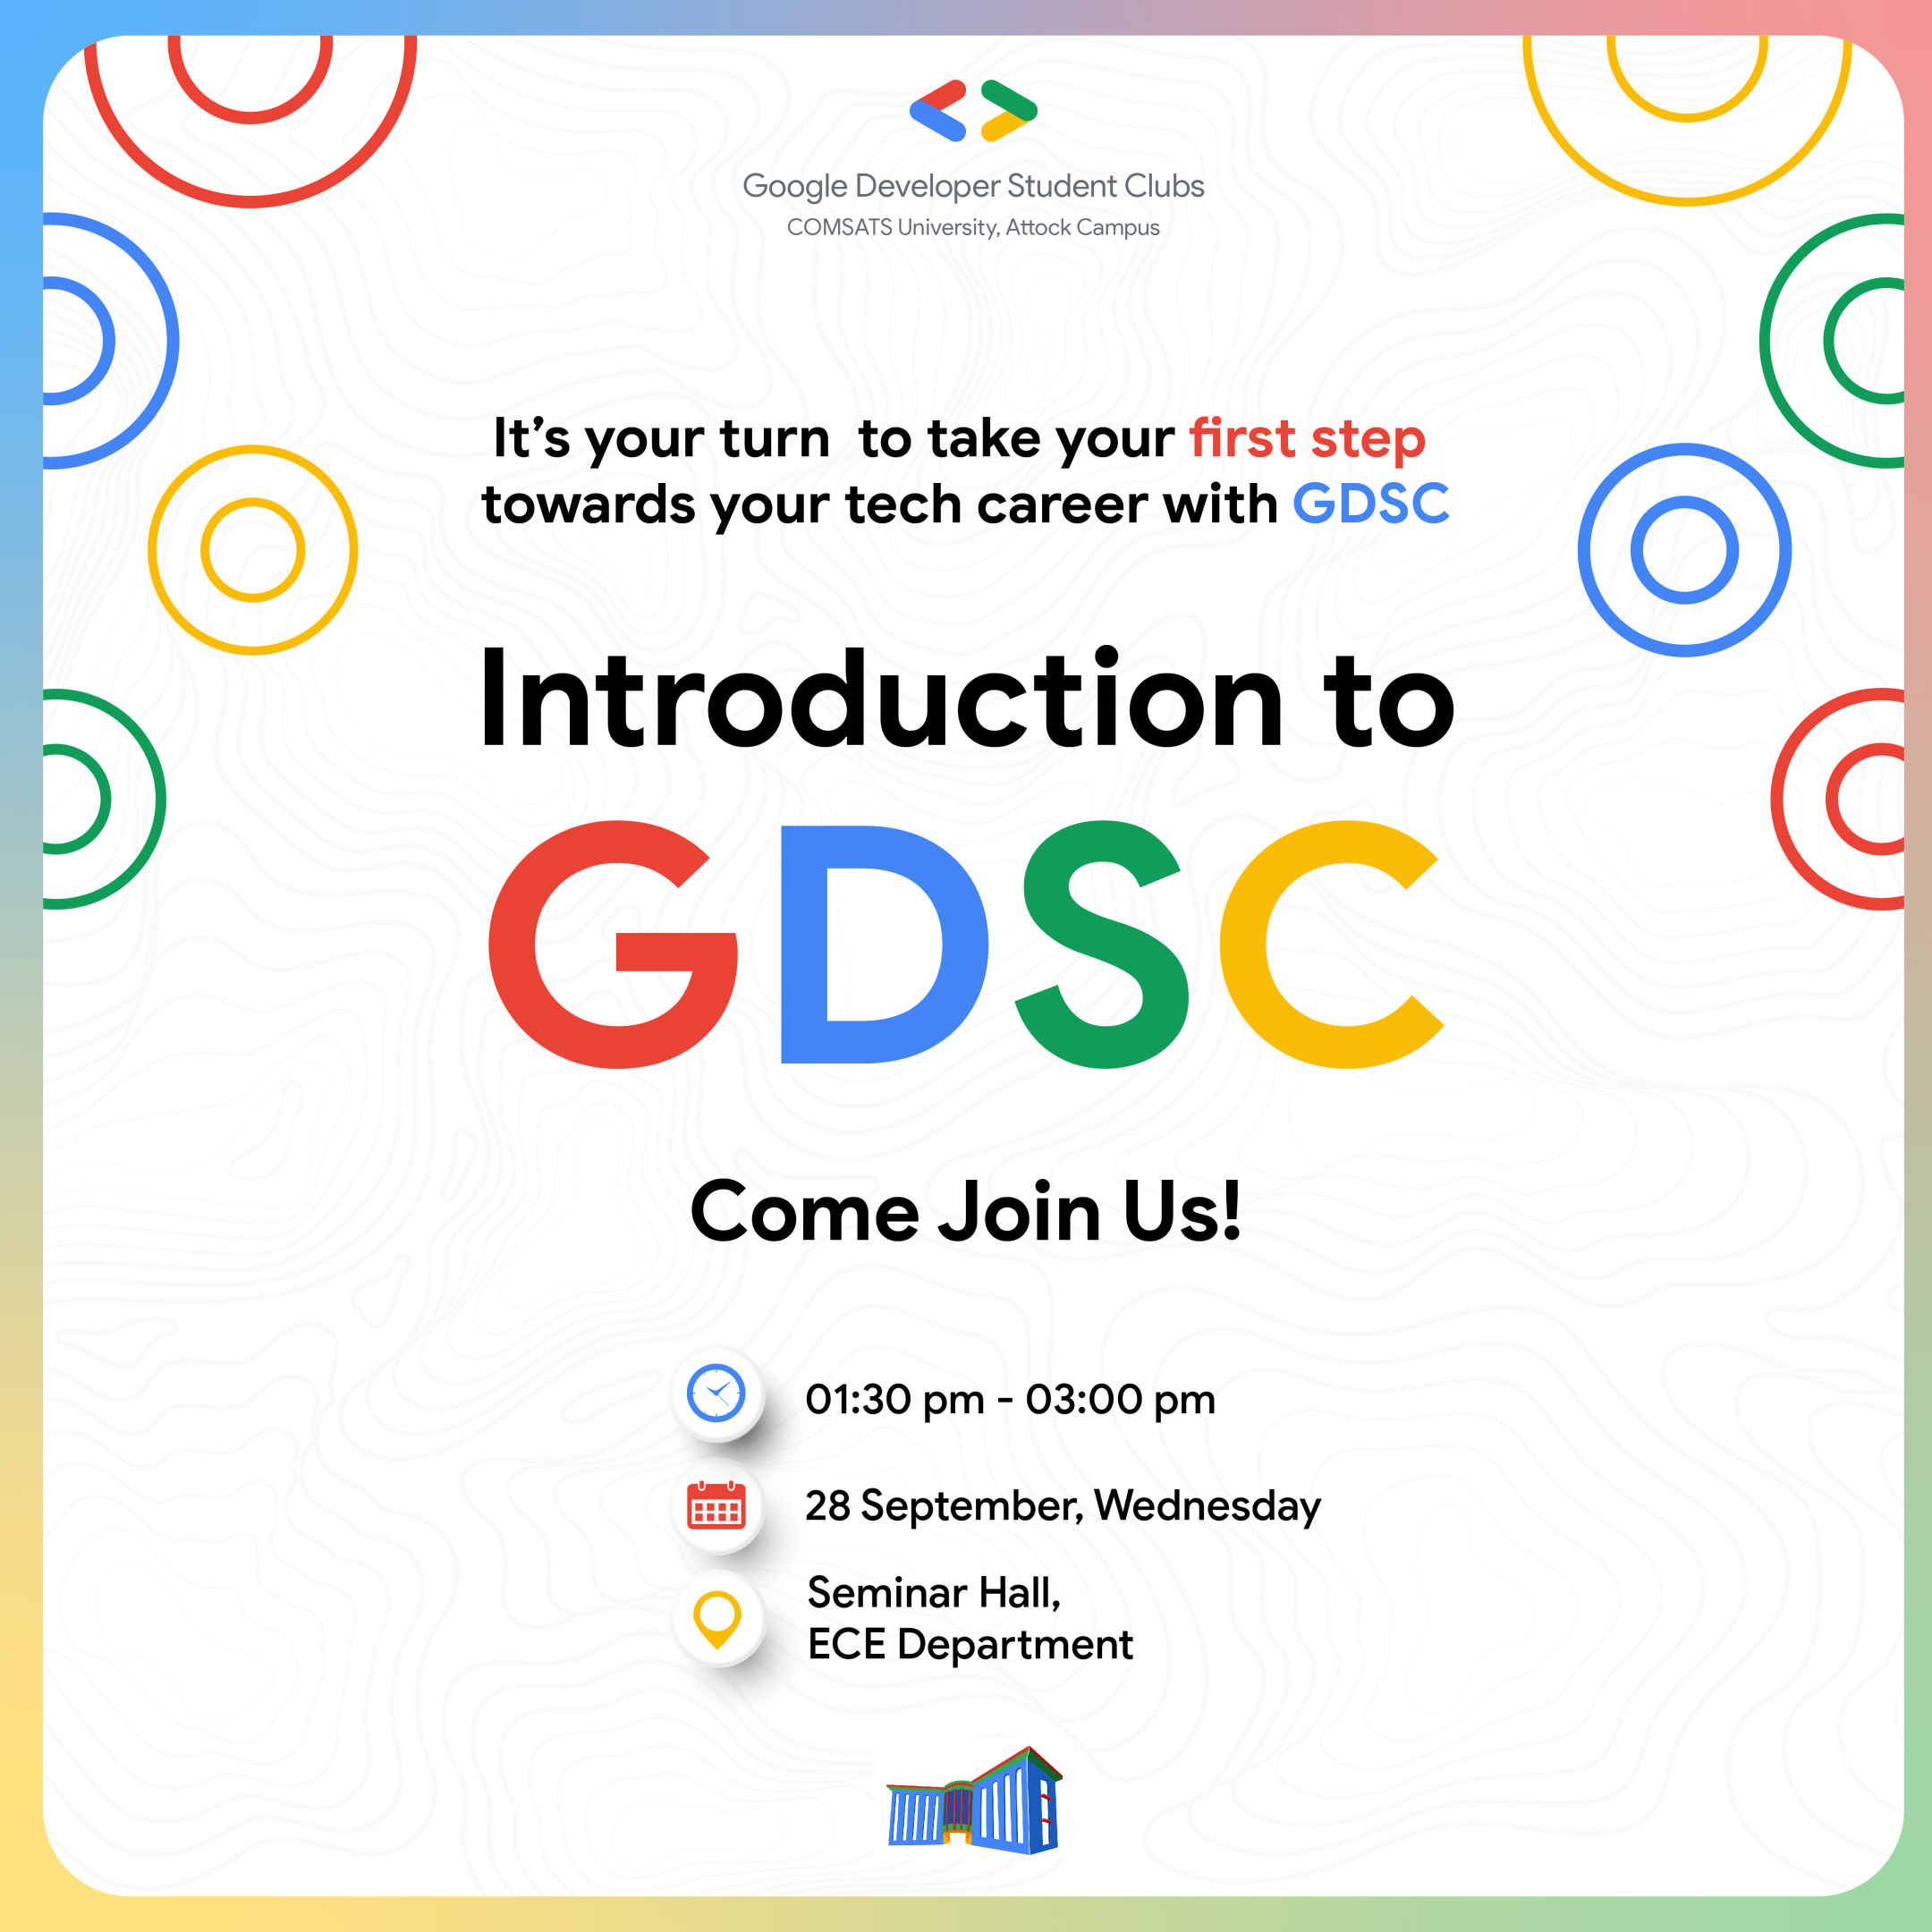 Google Developer Student Clubs
COMSATS University, Attock Campus
It’s your turn  to take your first step
towards your tech career with GDSC
Introduction to
GDSC
Come Join Us!
01:30 pm - 03:00 pm
28 September, Wednesday
Seminar Hall,
ECE Department